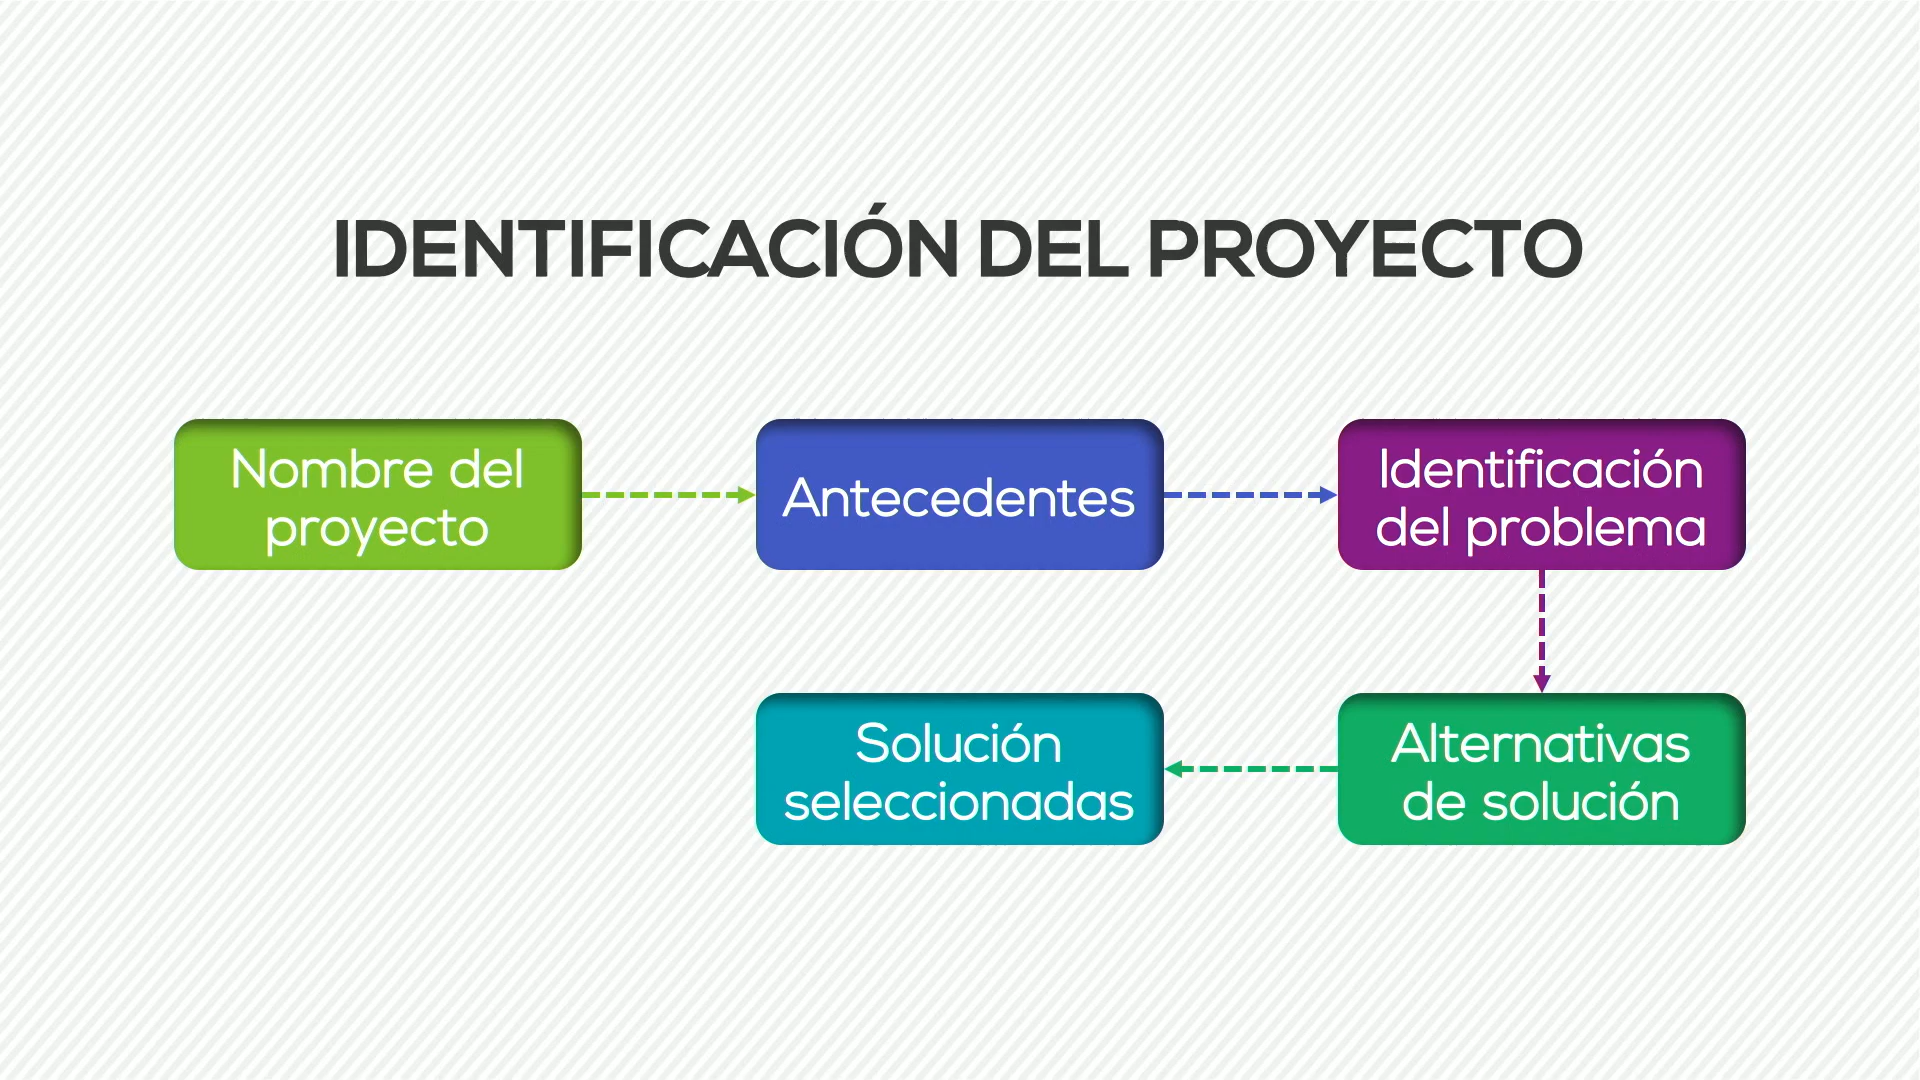 IDENTIFICACIÓN DEL PROYECTO
Nombre del
proyecto
Antecedentes
Identificación
del problema
Alternativas
de solución
Solución
seleccionadas